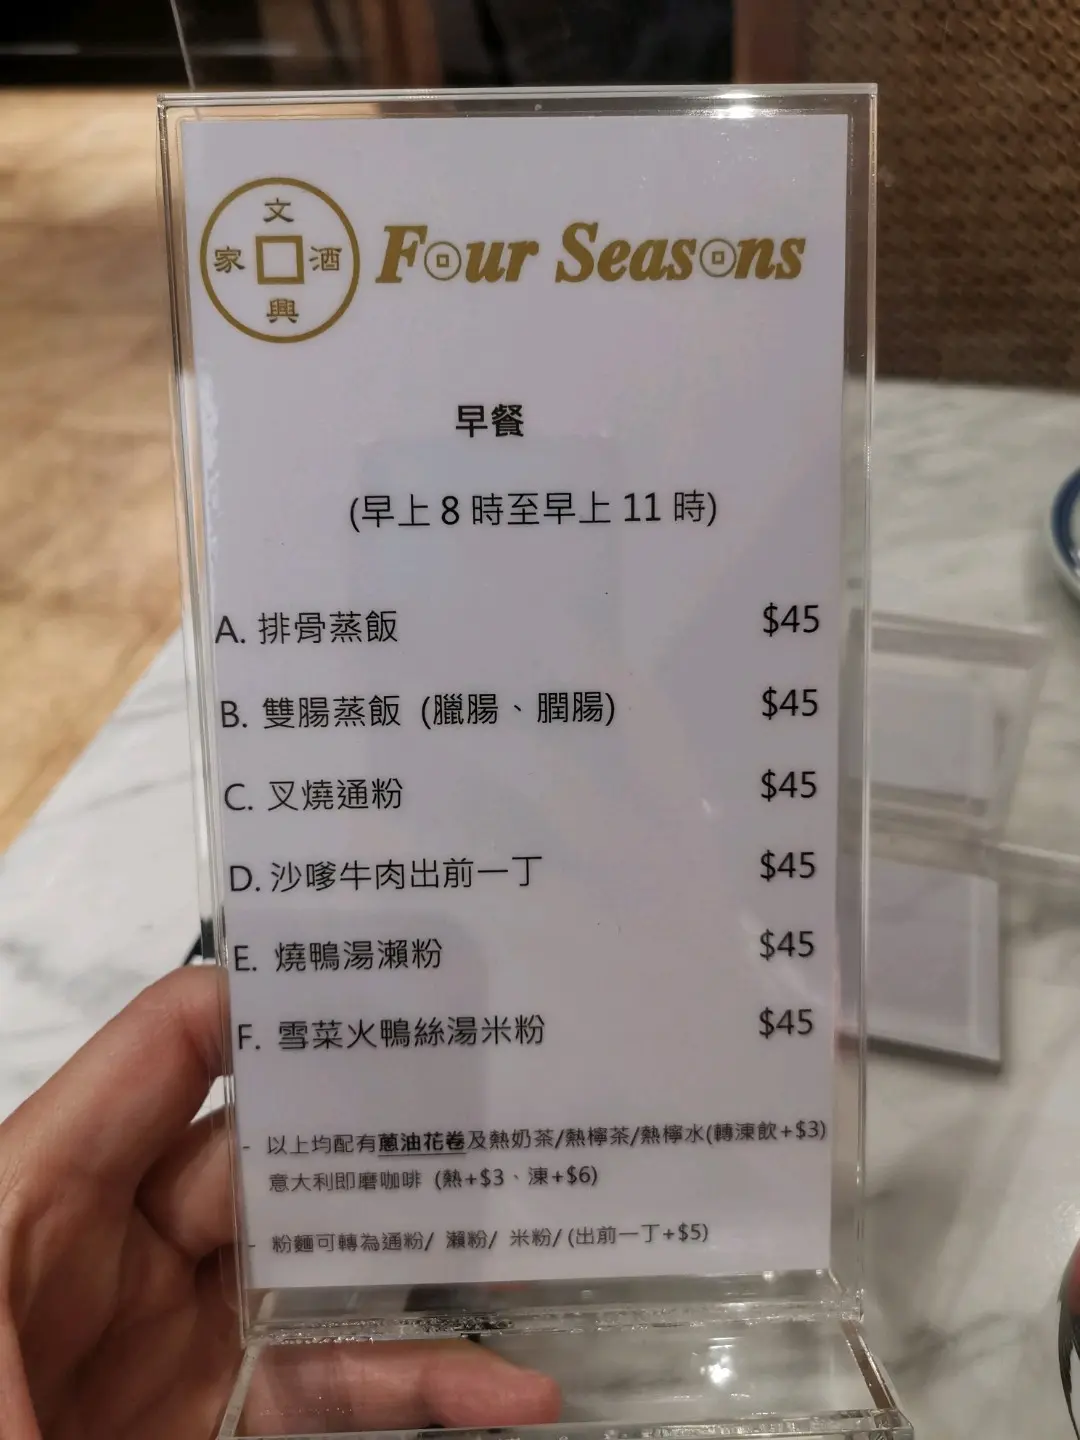 文
家 酒
興
Four Seasons
早餐
(早上 8 時至早上 11 時)
A. 排骨蒸飯 $45
B. 雙腸蒸飯 (臘腸、膶腸) $45
C. 叉燒通粉 $45
D. 沙嗲牛肉出前一丁 $45
E. 燒鴨湯瀨粉 $45
F. 雪菜火鴨絲湯米粉 $45
- 以上均配有蔥油花卷及熱奶茶/熱檸茶/熱檸水(轉涷飲+$3)
意大利即磨咖啡 (熱+$3、涷+$6)
- 粉麵可轉為通粉/ 瀨粉/ 米粉/ (出前一丁+$5)